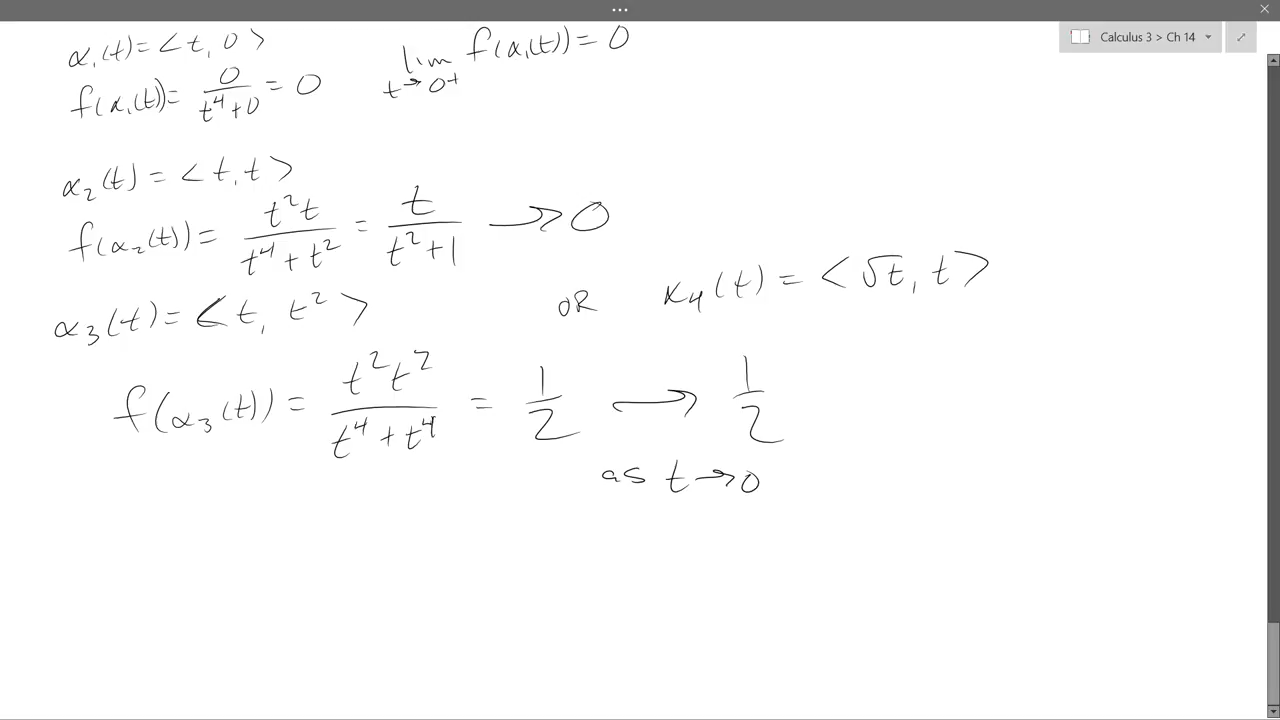 Calculus 3 > Ch 14
α₁(t) = < t, 0 >
lim t→0+ f(α₁(t)) = 0
f(α₁(t)) = 0/(t⁴+0) = 0
α₂(t) = < t, t >
f(α₂(t)) = t²t/(t⁴+t²) = t/(t²+1) → 0
α₃(t) = < t, t² > OR α₄(t) = < √t, t >
f(α₃(t)) = t²t²/(t⁴+t⁴) = 1/2 → 1/2
as t→0